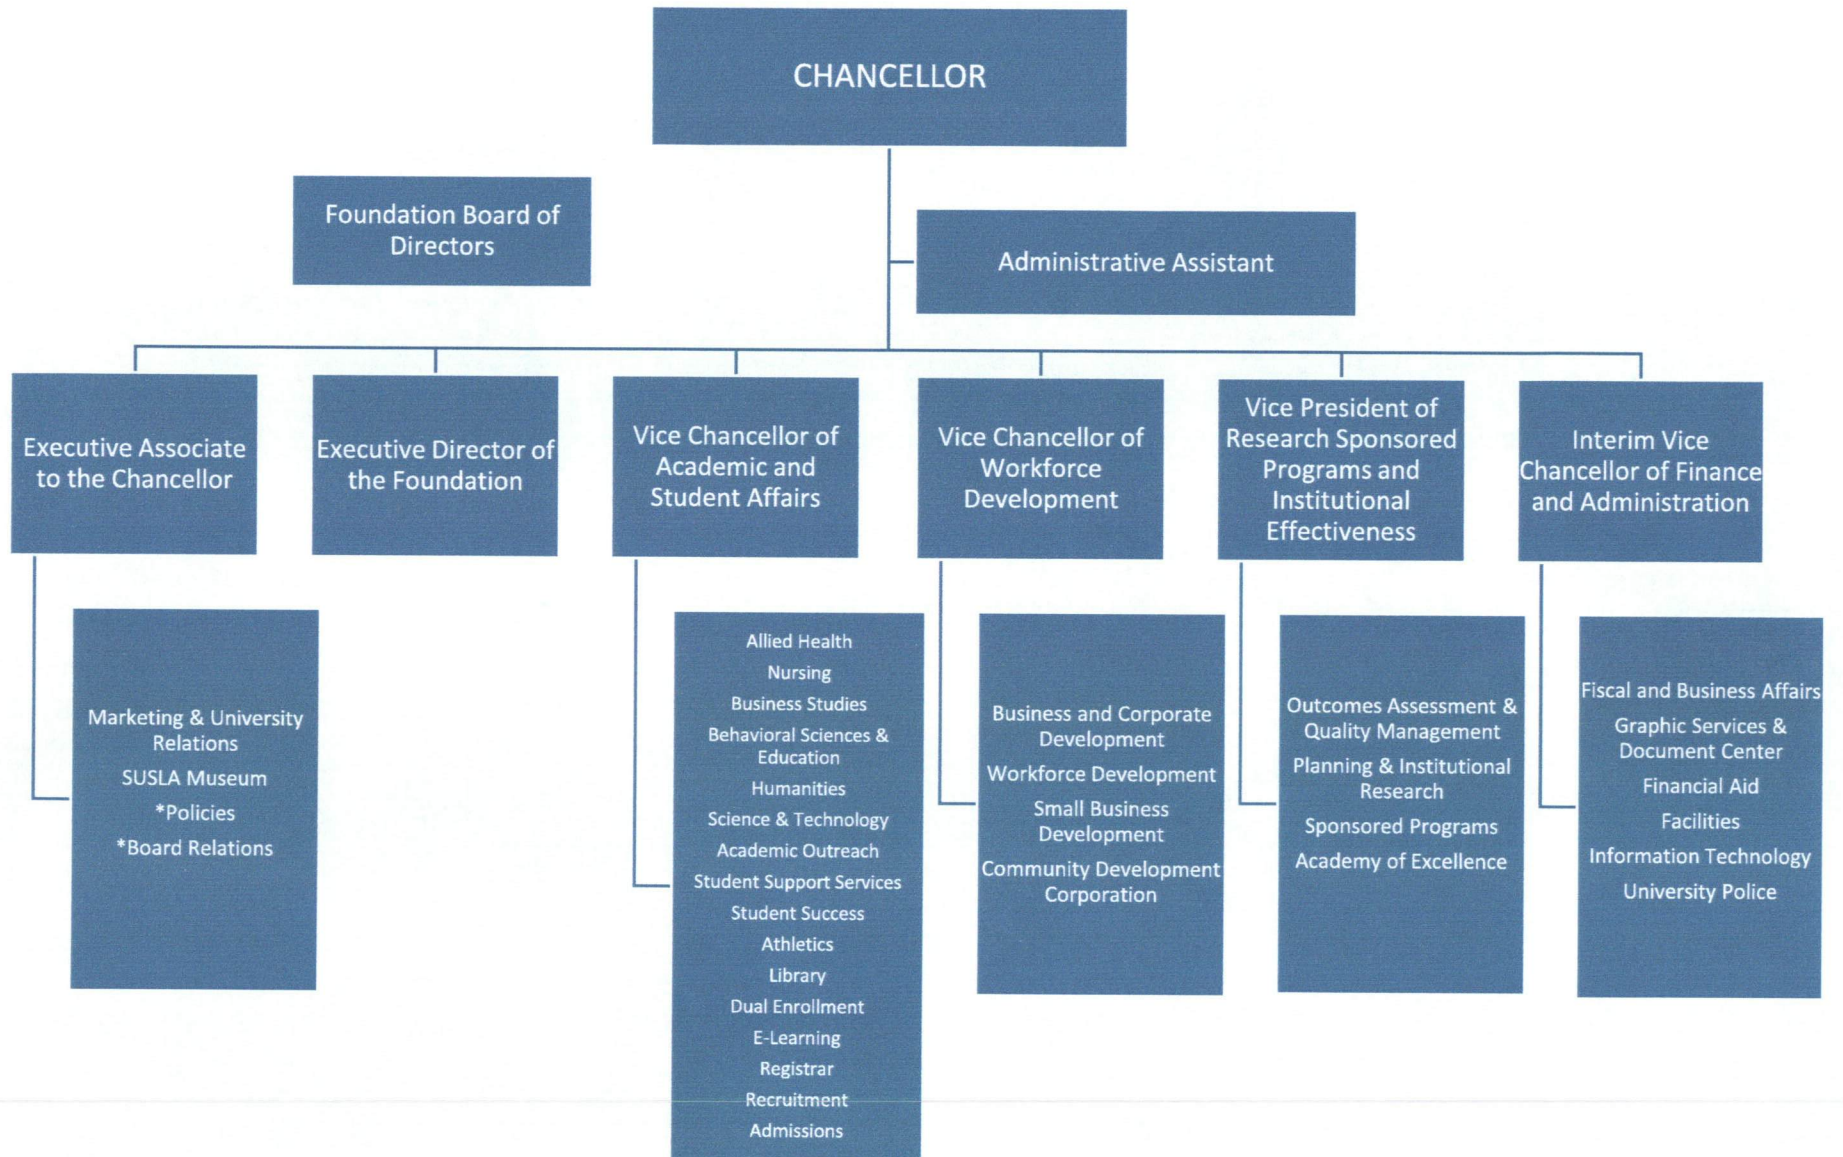 CHANCELLOR
Foundation Board of
Directors
Administrative Assistant
Executive Associate
to the Chancellor
Executive Director of
the Foundation
Vice Chancellor of
Academic and
Student Affairs
Vice Chancellor of
Workforce
Development
Vice President of
Research Sponsored
Programs and
Institutional
Effectiveness
Interim Vice
Chancellor of Finance
and Administration
Marketing & University
Relations
SUSLA Museum
*Policies
*Board Relations
Allied Health
Nursing
Business Studies
Behavioral Sciences &
Education
Humanities
Science & Technology
Academic Outreach
Student Support Services
Student Success
Athletics
Library
Dual Enrollment
E-Learning
Registrar
Recruitment
Admissions
Business and Corporate
Development
Workforce Development
Small Business
Development
Community Development
Corporation
Outcomes Assessment &
Quality Management
Planning & Institutional
Research
Sponsored Programs
Academy of Excellence
Fiscal and Business Affairs
Graphic Services &
Document Center
Financial Aid
Facilities
Information Technology
University Police